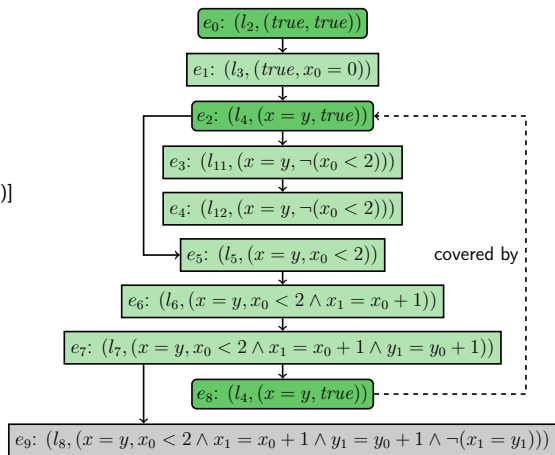 e₀: (l₂, (true, true))
e₁: (l₃, (true, x₀ = 0))
e₂: (l₄, (x = y, true))
e₃: (l₁₁, (x = y, ¬(x₀ < 2)))
)]
e₄: (l₁₂, (x = y, ¬(x₀ < 2)))
e₅: (l₅, (x = y, x₀ < 2))
covered by
e₆: (l₆, (x = y, x₀ < 2 ∧ x₁ = x₀ + 1))
e₇: (l₇, (x = y, x₀ < 2 ∧ x₁ = x₀ + 1 ∧ y₁ = y₀ + 1))
e₈: (l₄, (x = y, true))
e₉: (l₈, (x = y, x₀ < 2 ∧ x₁ = x₀ + 1 ∧ y₁ = y₀ + 1 ∧ ¬(x₁ = y₁)))